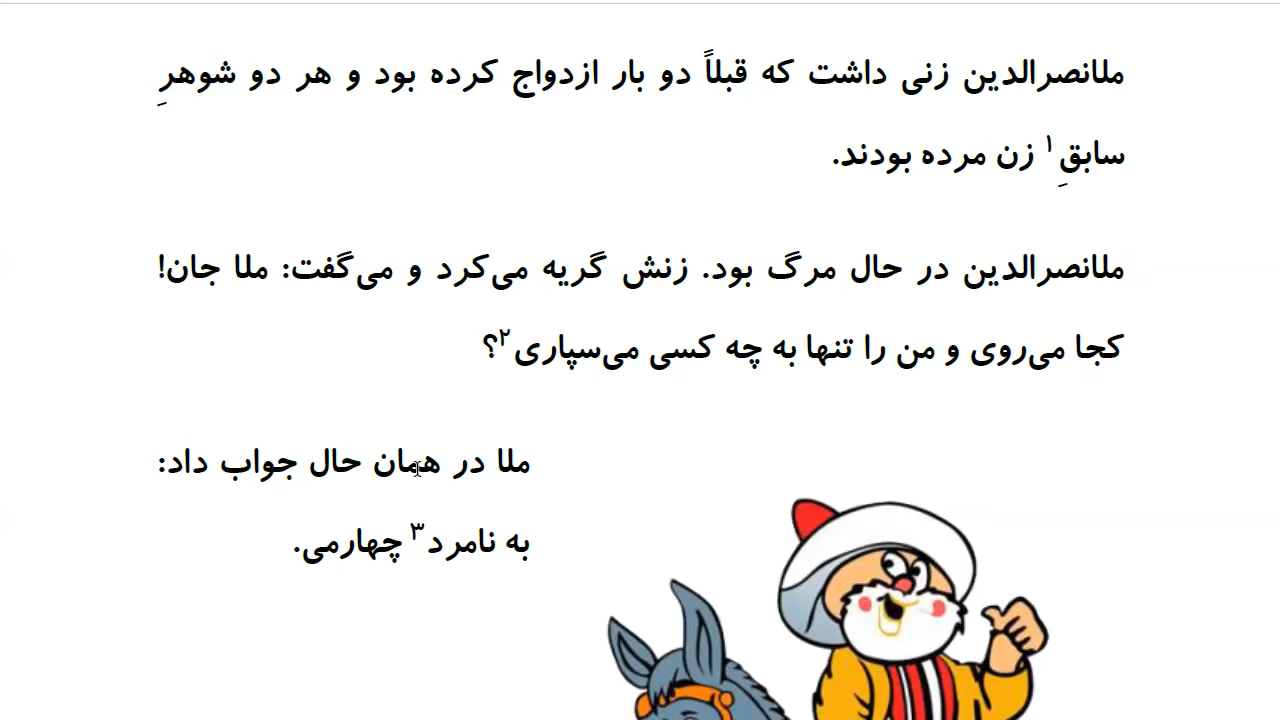 ملانصرالدین زنی داشت که قبلاً دو بار ازدواج کرده بود و هر دو شوهرِ
سابقِ۱ زن مرده بودند.
ملانصرالدین در حال مرگ بود. زنش گریه می‌کرد و می‌گفت: ملا جان!
کجا می‌روی و من را تنها به چه کسی می‌سپاری۲؟
ملا در همان حال جواب داد:
به نامرد۳ چهارمی.